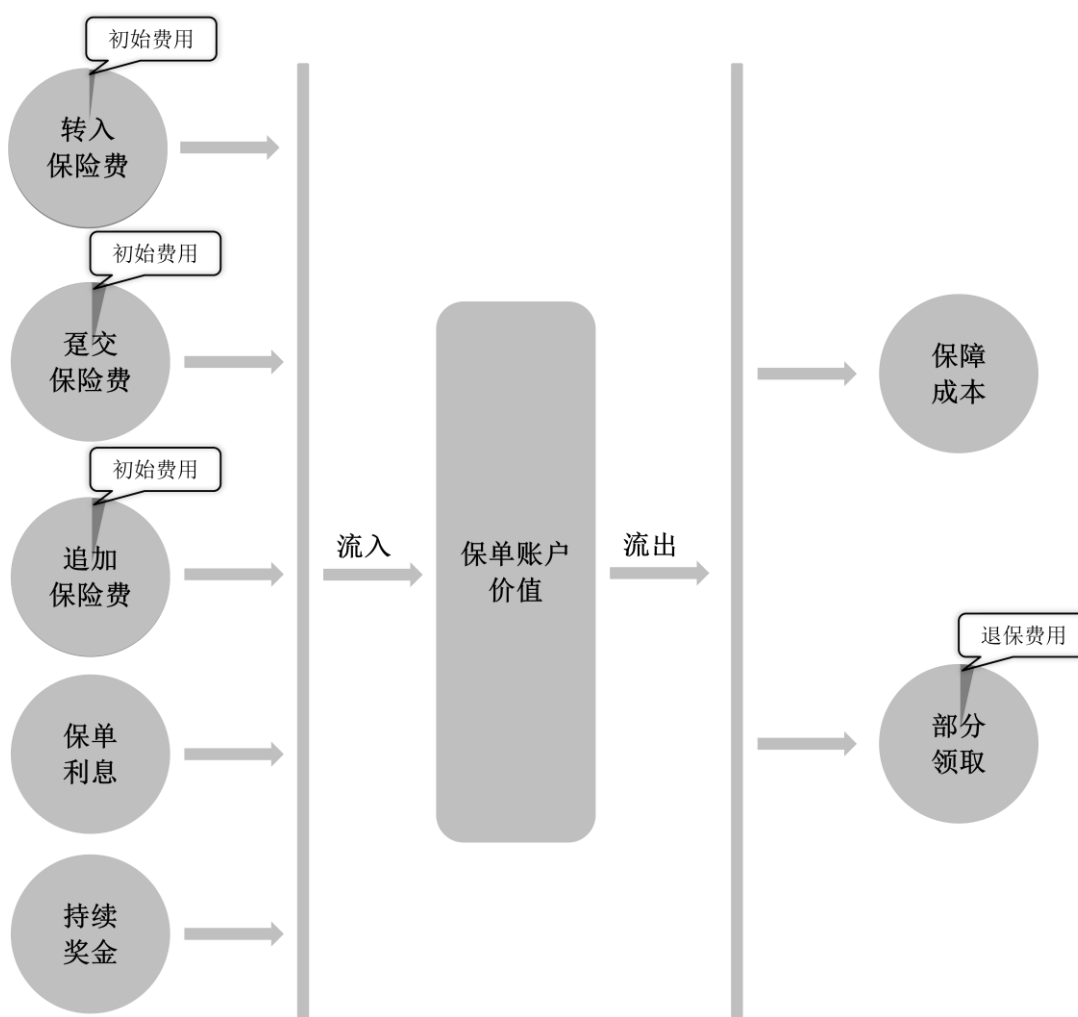 初始费用
转入
保险费
初始费用
趸交
保险费
初始费用
追加
保险费
保单
利息
持续
奖金
流入
保单账户
价值
流出
保障
成本
退保费用
部分
领取